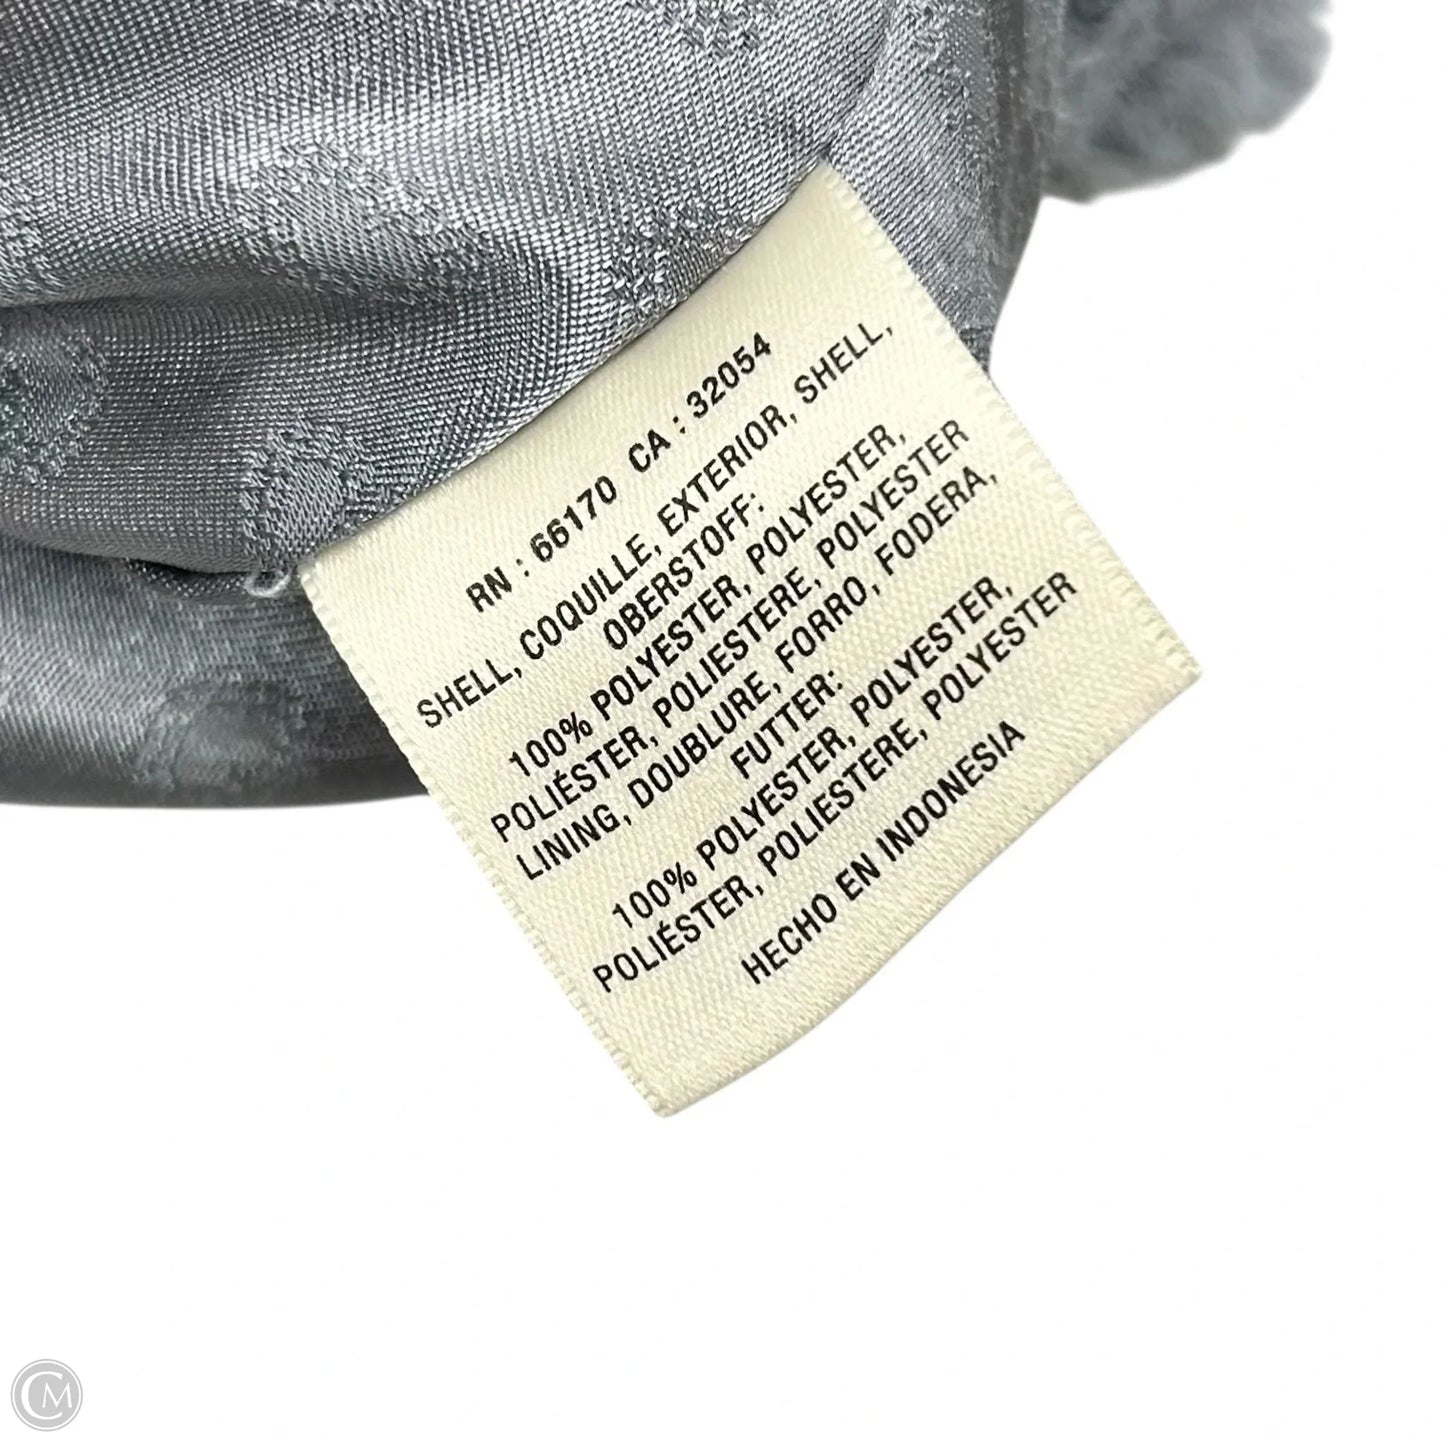 RN : 66170 CA : 32054
SHELL, COQUILLE, EXTERIOR, SHELL,
OBERSTOFF:
100% POLYESTER, POLYESTER,
POLIÉSTER, POLIESTERE, POLYESTER
LINING, DOUBLURE, FORRO, FODERA,
FUTTER:
100% POLYESTER, POLYESTER,
POLIÉSTER, POLIESTERE, POLYESTER
HECHO EN INDONESIA
CM